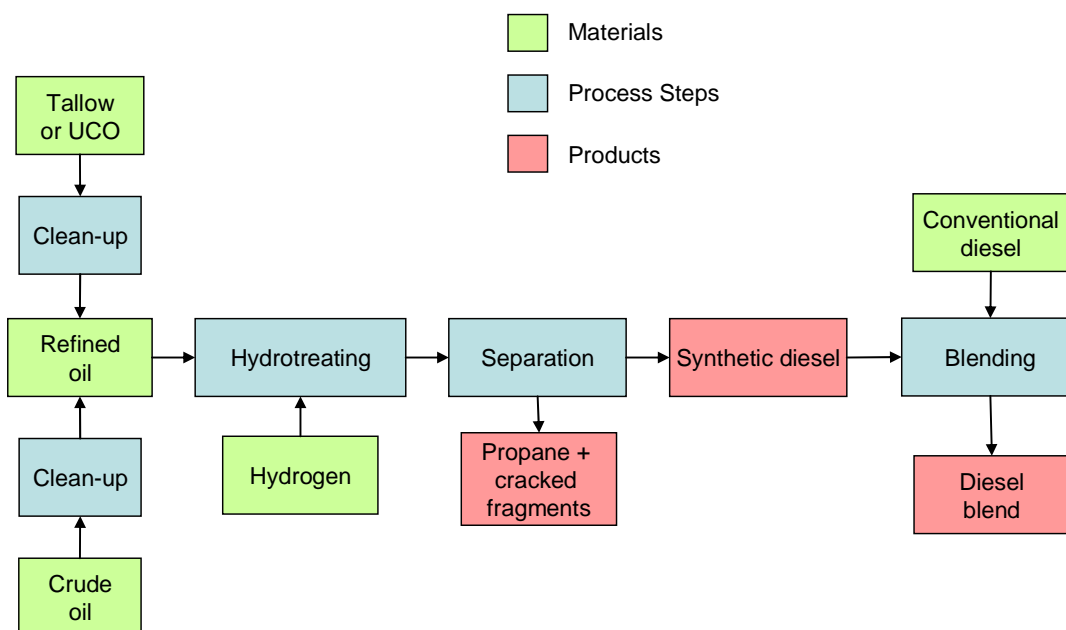 Materials
Process Steps
Products
Tallow
or UCO
Clean-up
Refined
oil
Clean-up
Crude
oil
Hydrotreating
Hydrogen
Separation
Propane +
cracked
fragments
Synthetic diesel
Conventional
diesel
Blending
Diesel
blend